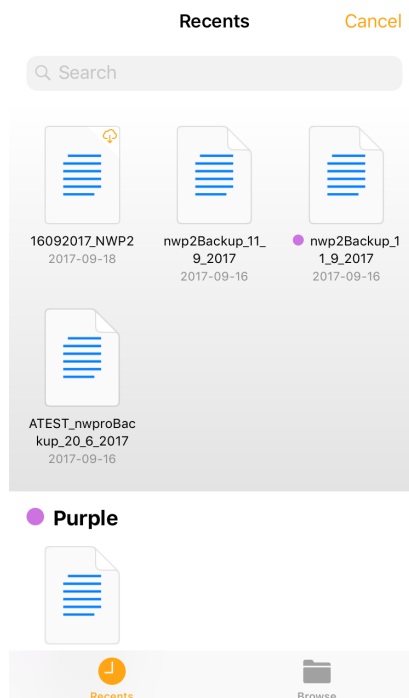 Recents
Cancel
Search
16092017_NWP2
2017-09-18
nwp2Backup_11_
9_2017
2017-09-16
nwp2Backup_1
1_9_2017
2017-09-16
ATEST_nwproBac
kup_20_6_2017
2017-09-16
Purple
Recents
Browse